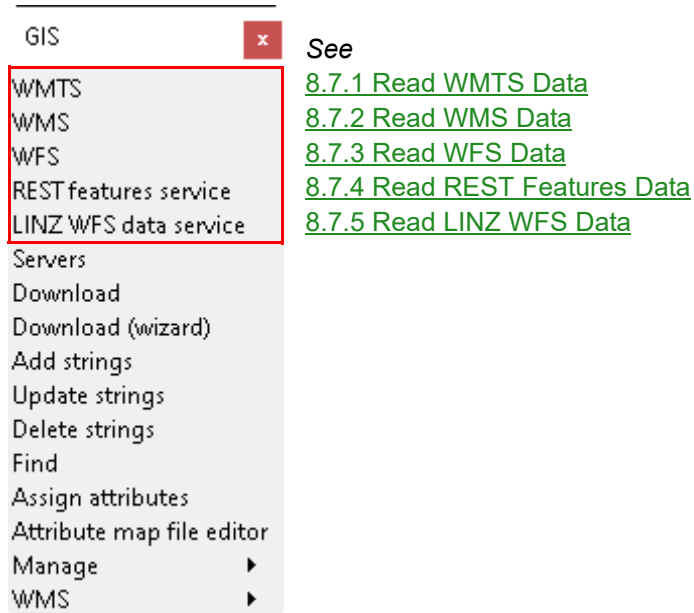 GIS x
See
WMTS 8.7.1 Read WMTS Data
WMS 8.7.2 Read WMS Data
WFS 8.7.3 Read WFS Data
REST features service 8.7.4 Read REST Features Data
LINZ WFS data service 8.7.5 Read LINZ WFS Data
Servers
Download
Download (wizard)
Add strings
Update strings
Delete strings
Find
Assign attributes
Attribute map file editor
Manage
WMS